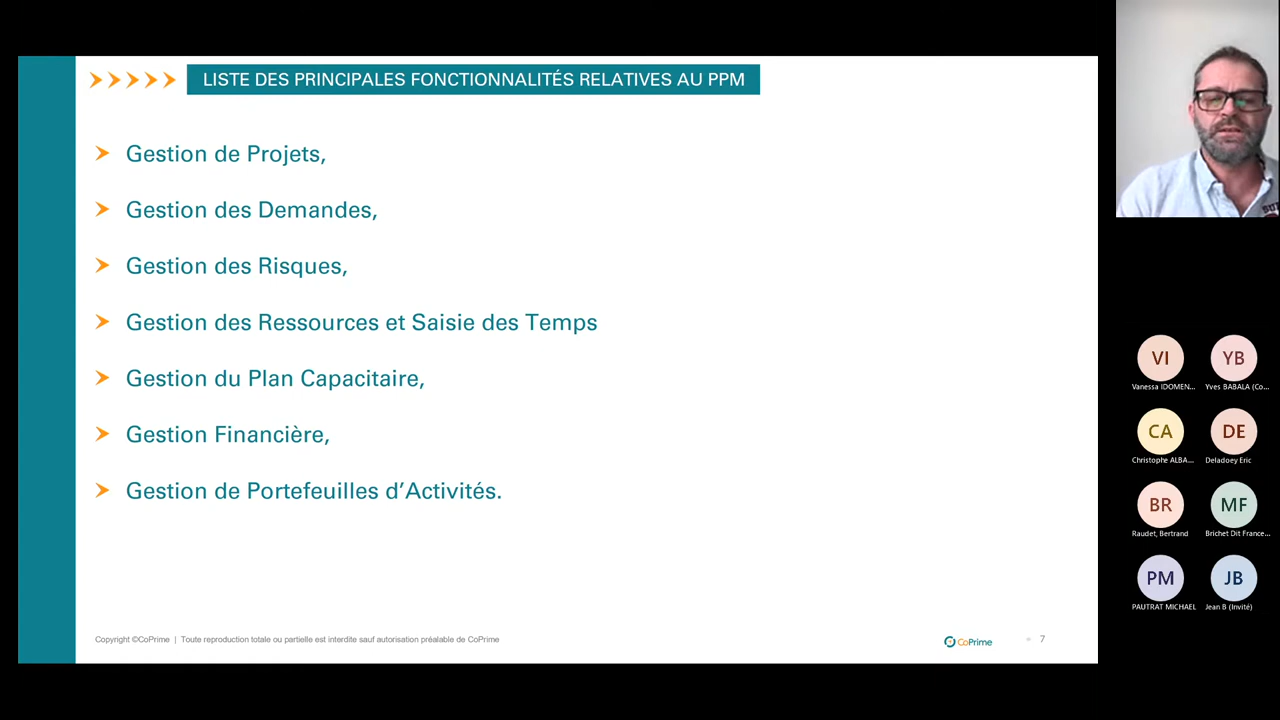 LISTE DES PRINCIPALES FONCTIONNALITÉS RELATIVES AU PPM
Gestion de Projets,
Gestion des Demandes,
Gestion des Risques,
Gestion des Ressources et Saisie des Temps
Gestion du Plan Capacitaire,
Gestion Financière,
Gestion de Portefeuilles d’Activités.
Copyright ©CoPrime | Toute reproduction totale ou partielle est interdite sauf autorisation préalable de CoPrime
CoPrime
7
VI
YB
Vanessa IDOMEN...
Yves BABALA (Co...
CA
DE
Christophe ALBA...
Deladoey Eric
BR
MF
Raudet, Bertrand
Brichet Dit France...
PM
JB
PAUTRAT MICHAEL
Jean B (Invité)